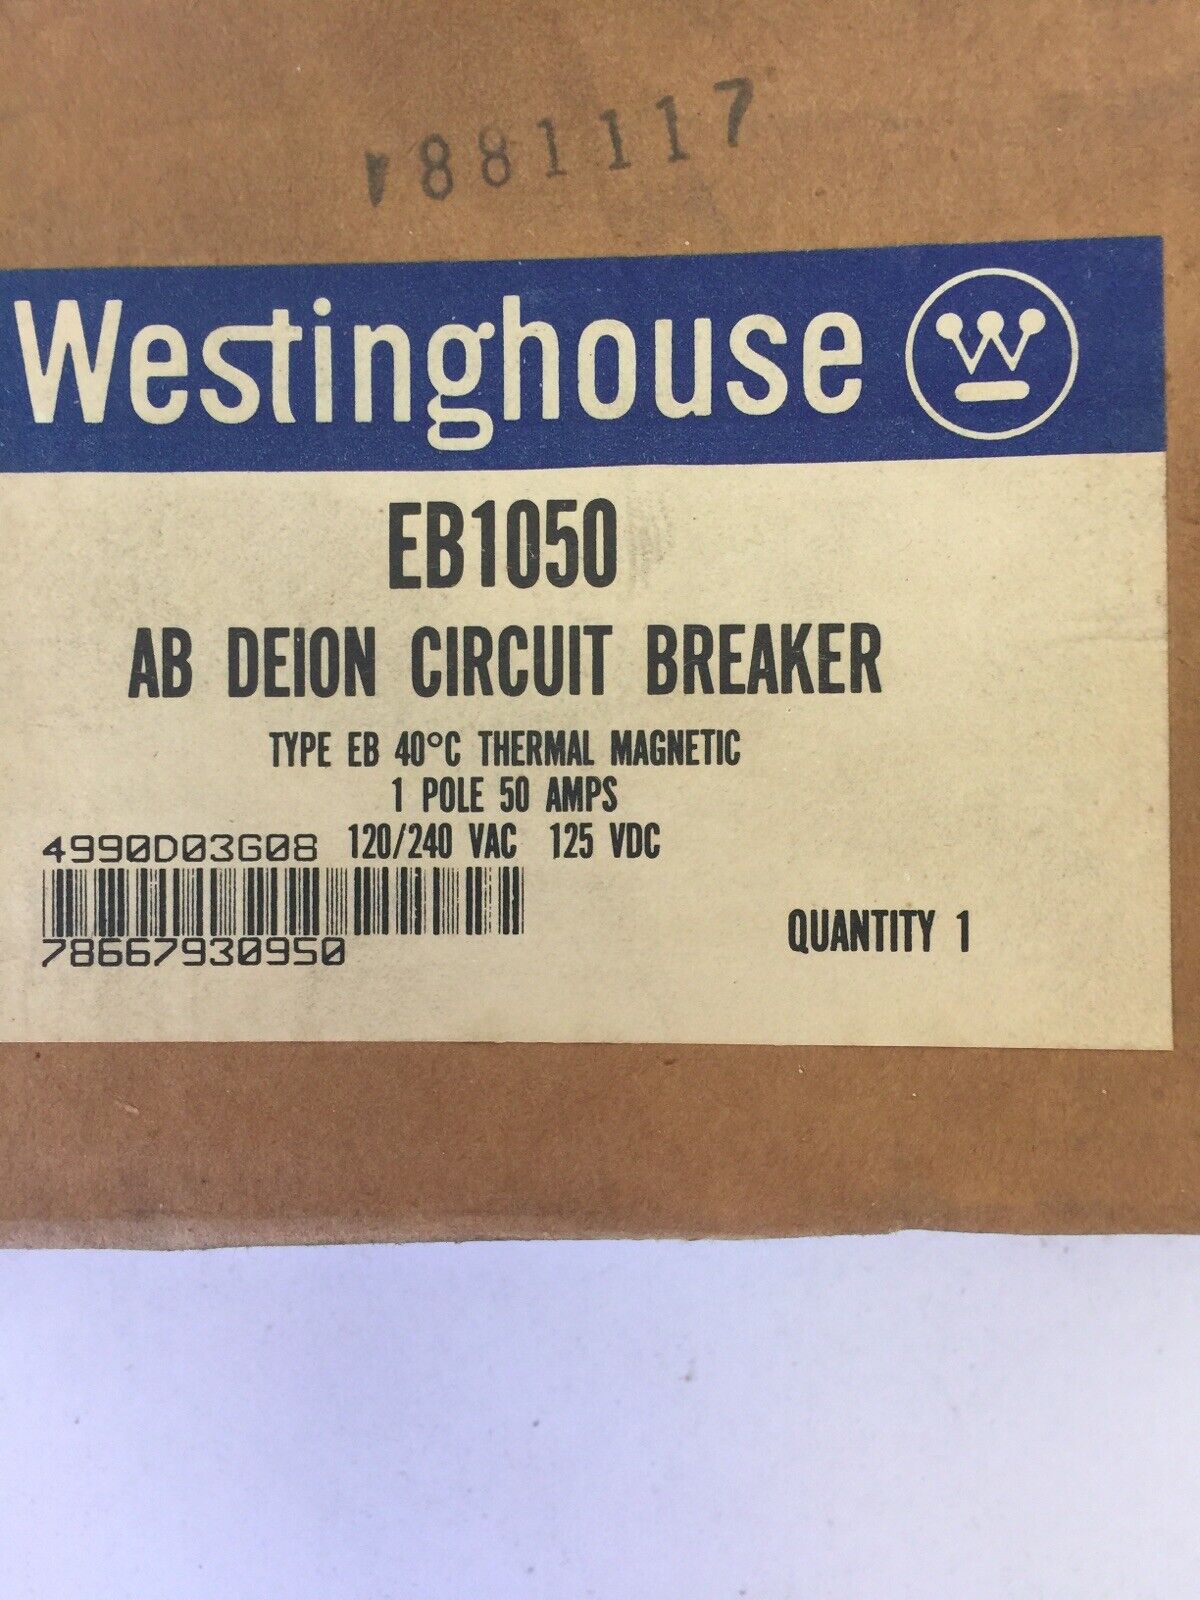 881117
Westinghouse W
EB1050
AB DEION CIRCUIT BREAKER
TYPE EB 40°C THERMAL MAGNETIC
1 POLE 50 AMPS
4990D03G08 120/240 VAC 125 VDC
78667930950
QUANTITY 1